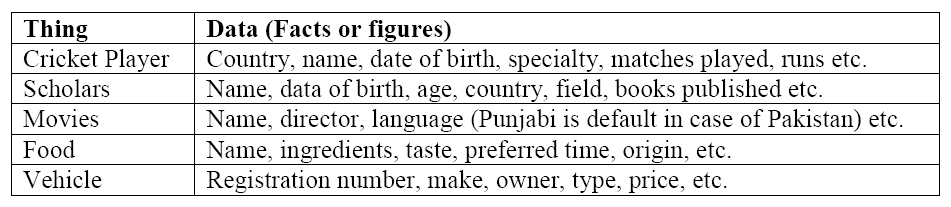 Thing Data (Facts or figures)
Cricket Player Country, name, date of birth, specialty, matches played, runs etc.
Scholars Name, data of birth, age, country, field, books published etc.
Movies Name, director, language (Punjabi is default in case of Pakistan) etc.
Food Name, ingredients, taste, preferred time, origin, etc.
Vehicle Registration number, make, owner, type, price, etc.